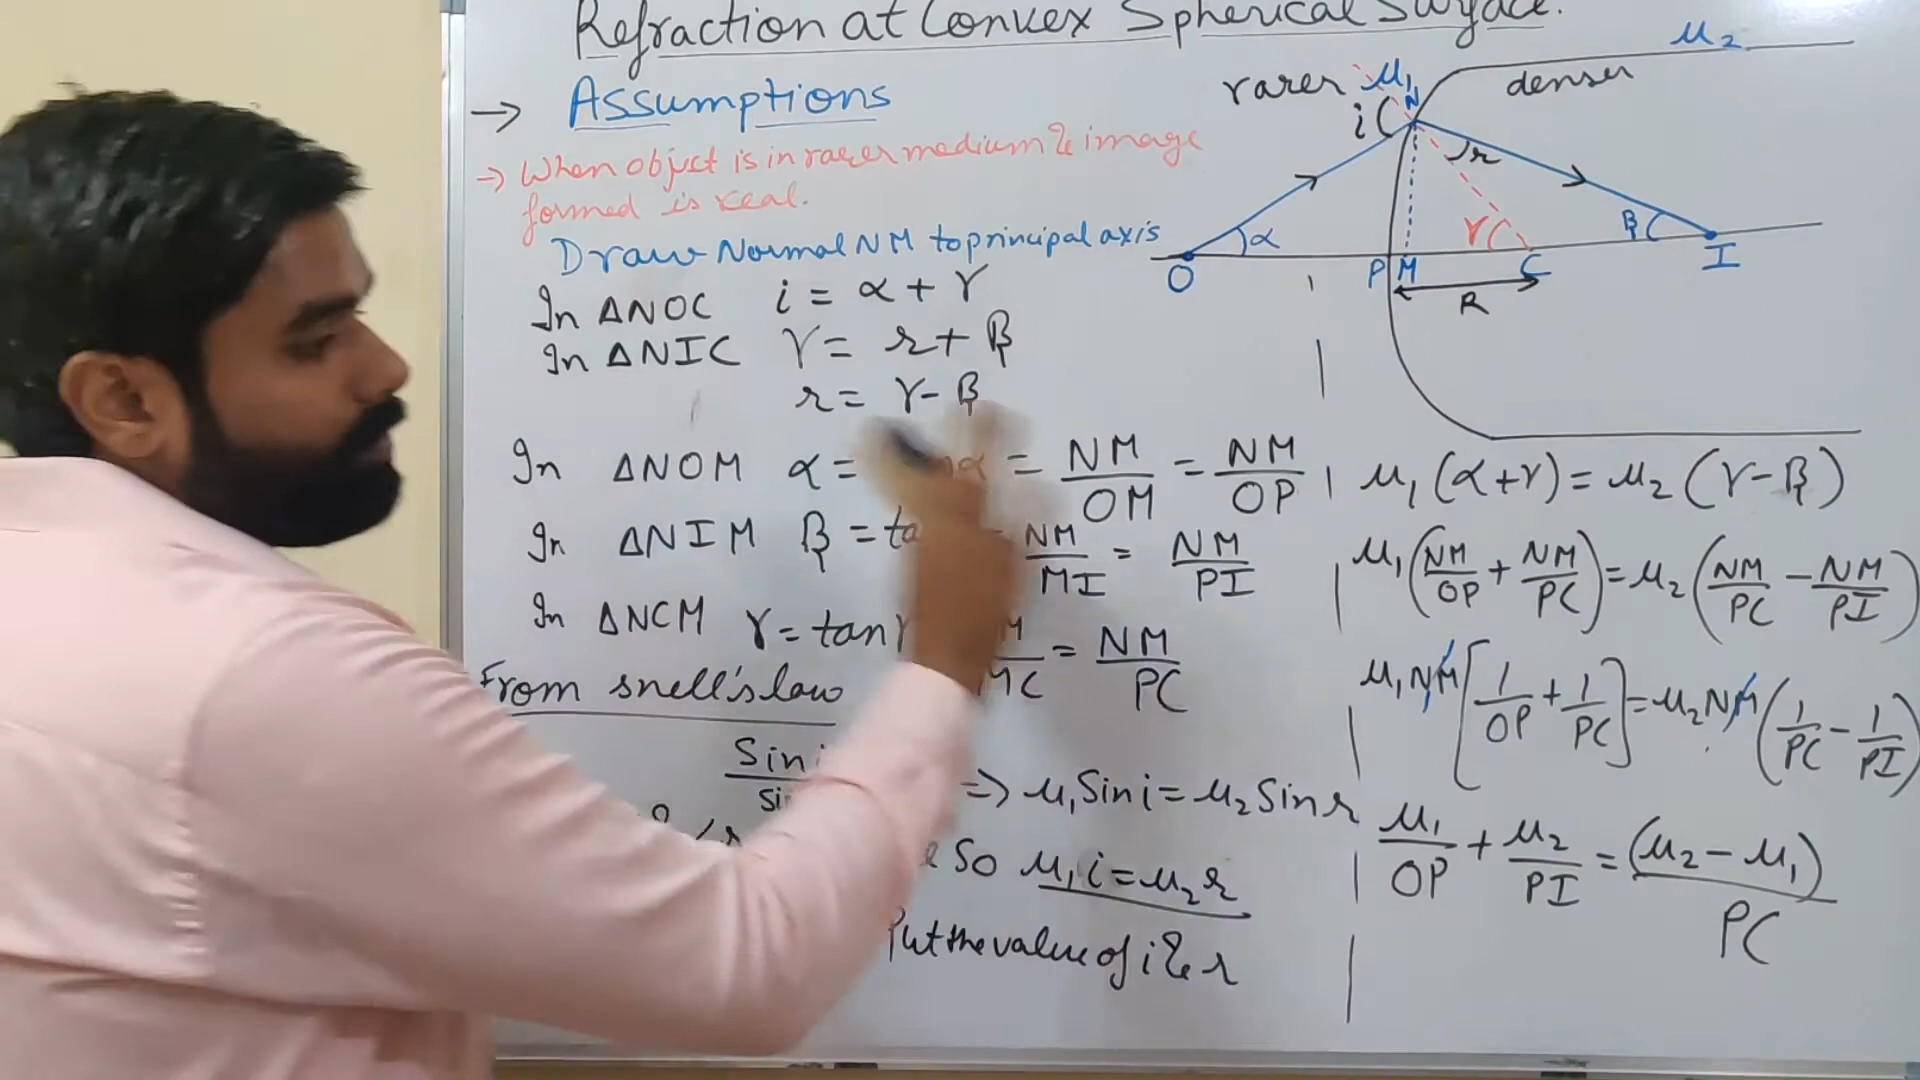 Refraction at Convex Spherical Surface.
→ Assumptions
→ When object is in rarer medium & image
formed is real.
Draw Normal NM to principal axis
In ΔNOC i = α + γ
In ΔNIC γ = r + β
r = γ - β
In ΔNOM α = = NM/OM = NM/OP
In ΔNIM β = NM/MI = NM/PI
In ΔNCM γ = tanγ = NM/PC
From snell's law
Sin i
⇒ μ₁ Sin i = μ₂ Sin r
So μ₁ i = μ₂ r
Put the value of i & r
μ₂
rarer μ₁
denser
N
i
r
α
γ
β
O
P M
C
I
R
μ₁ (α+γ) = μ₂ (γ-β)
μ₁ (NM/OP + NM/PC) = μ₂ (NM/PC - NM/PI)
μ₁ NM [1/OP + 1/PC] = μ₂ NM (1/PC - 1/PI)
μ₁/OP + μ₂/PI = (μ₂ - μ₁)/PC